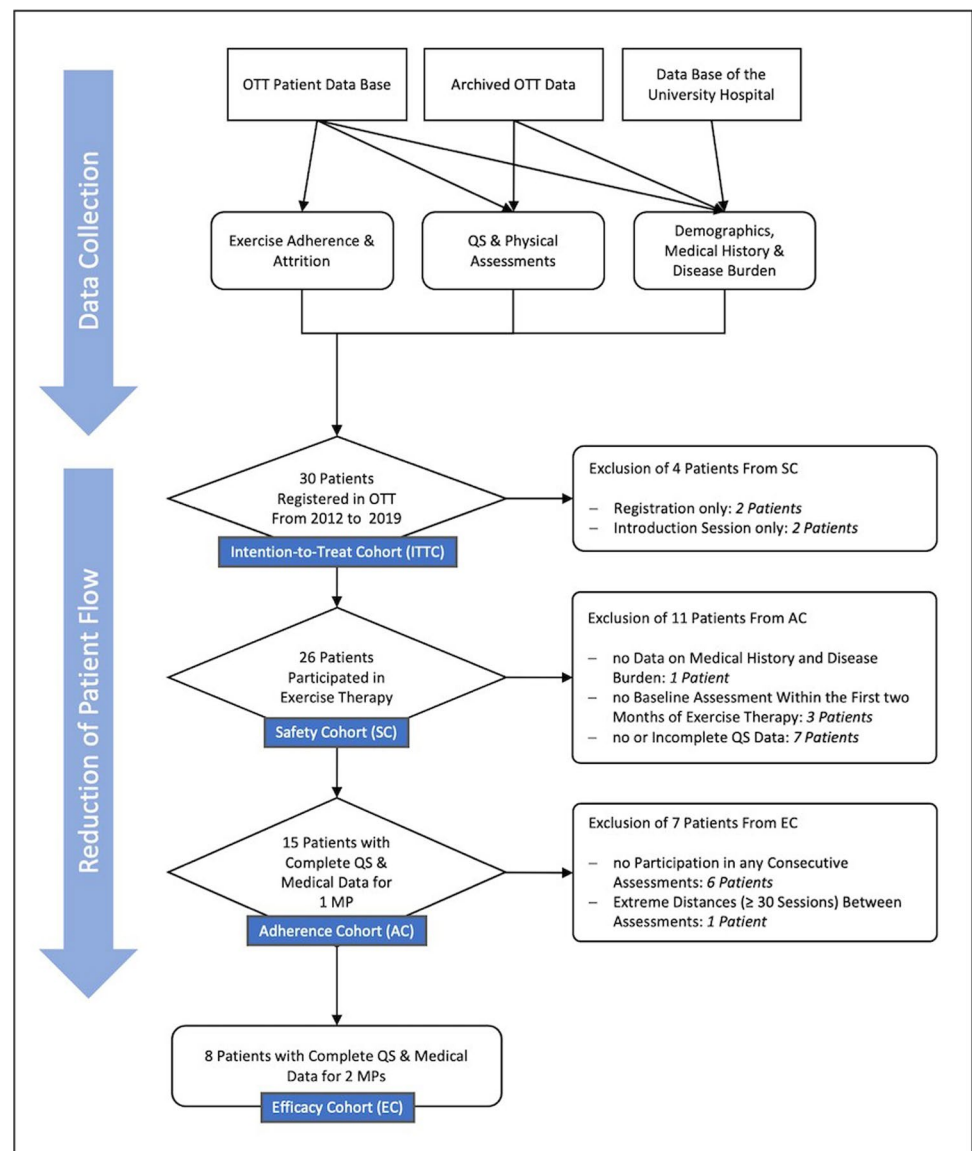 Data Collection
OTT Patient Data Base
Archived OTT Data
Data Base of the
University Hospital
Exercise Adherence &
Attrition
QS & Physical
Assessments
Demographics,
Medical History &
Disease Burden
Reduction of Patient Flow
30 Patients
Registered in OTT
From 2012 to 2019
Intention-to-Treat Cohort (ITTC)
Exclusion of 4 Patients From SC
– Registration only: 2 Patients
– Introduction Session only: 2 Patients
26 Patients
Participated in
Exercise Therapy
Safety Cohort (SC)
Exclusion of 11 Patients From AC
– no Data on Medical History and Disease
Burden: 1 Patient
– no Baseline Assessment Within the First two
Months of Exercise Therapy: 3 Patients
– no or Incomplete QS Data: 7 Patients
15 Patients with
Complete QS &
Medical Data for
1 MP
Adherence Cohort (AC)
Exclusion of 7 Patients From EC
– no Participation in any Consecutive
Assessments: 6 Patients
– Extreme Distances (≥ 30 Sessions) Between
Assessments: 1 Patient
8 Patients with Complete QS & Medical
Data for 2 MPs
Efficacy Cohort (EC)